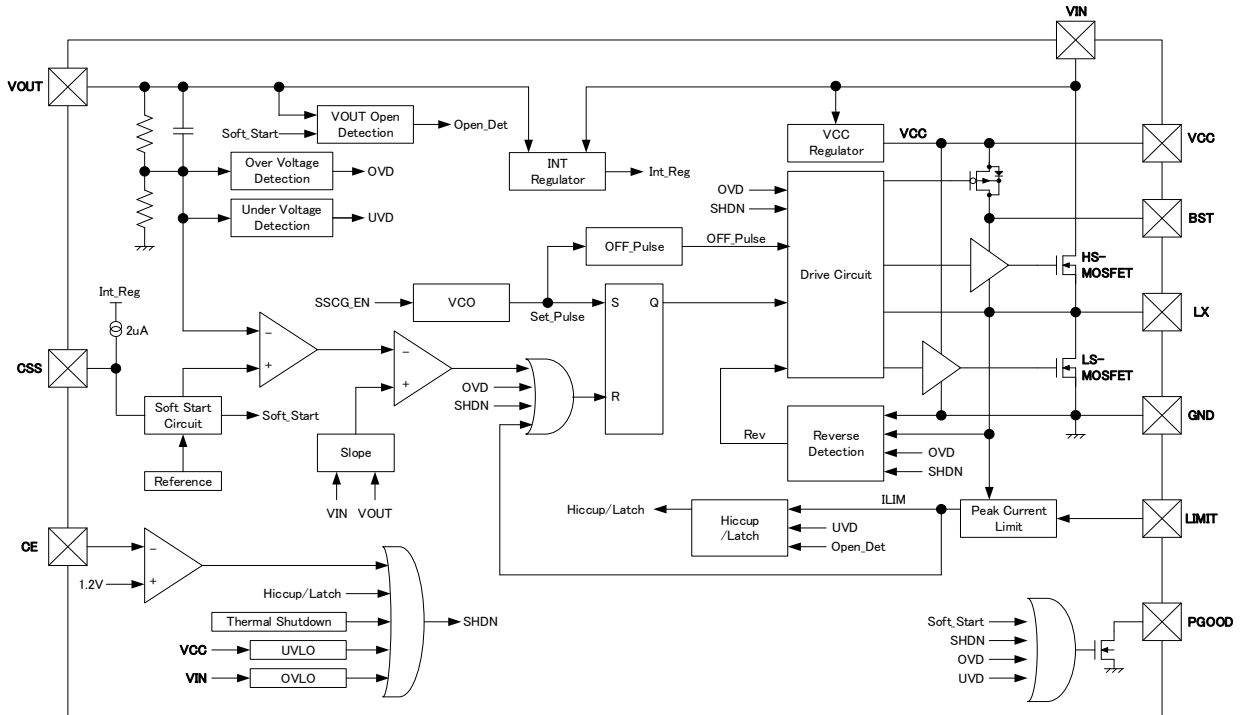 VIN
VOUT
VOUT Open
Detection
Soft_Start
Open_Det
VCC
Regulator
VCC
VCC
Over Voltage
Detection
OVD
INT
Regulator
Int_Reg
OVD
SHDN
Under Voltage
Detection
UVD
BST
OFF_Pulse
OFF_Pulse
Drive Circuit
HS-
MOSFET
Int_Reg
2uA
SSCG_EN
VCO
Set_Pulse
S
Q
R
LX
−
+
−
+
CSS
LS-
MOSFET
OVD
SHDN
Soft Start
Circuit
Soft_Start
GND
Rev
Reverse
Detection
OVD
SHDN
Slope
Reference
VIN
VOUT
Hiccup/Latch
Hiccup
/Latch
ILIM
UVD
Open_Det
Peak Current
Limit
LIMIT
CE
−
+
1.2V
Hiccup/Latch
Thermal Shutdown
SHDN
VCC
UVLO
VIN
OVLO
Soft_Start
SHDN
OVD
UVD
PGOOD